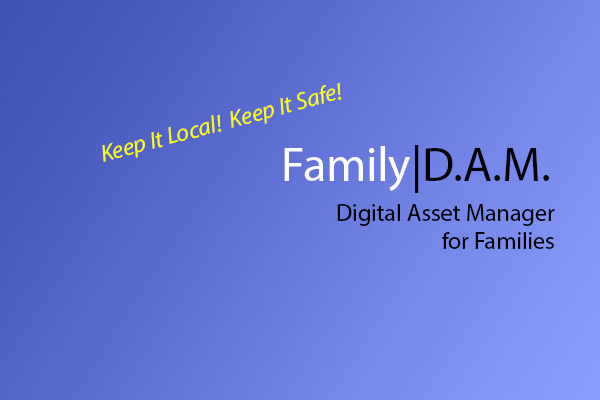 Keep It Local! Keep It Safe!
Family|D.A.M.
Digital Asset Manager
for Families